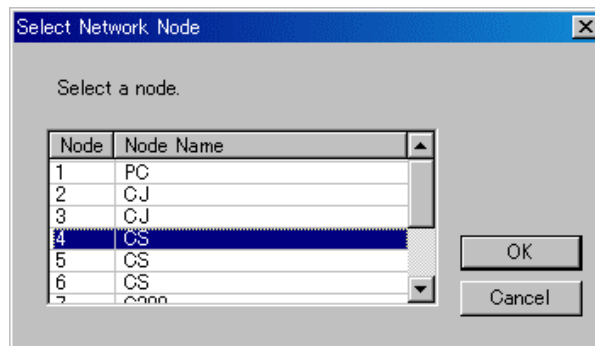 Select Network Node
Select a node.
Node Node Name
1 PC
2 CJ
3 CJ
4 CS
5 CS
6 CS
OK
Cancel